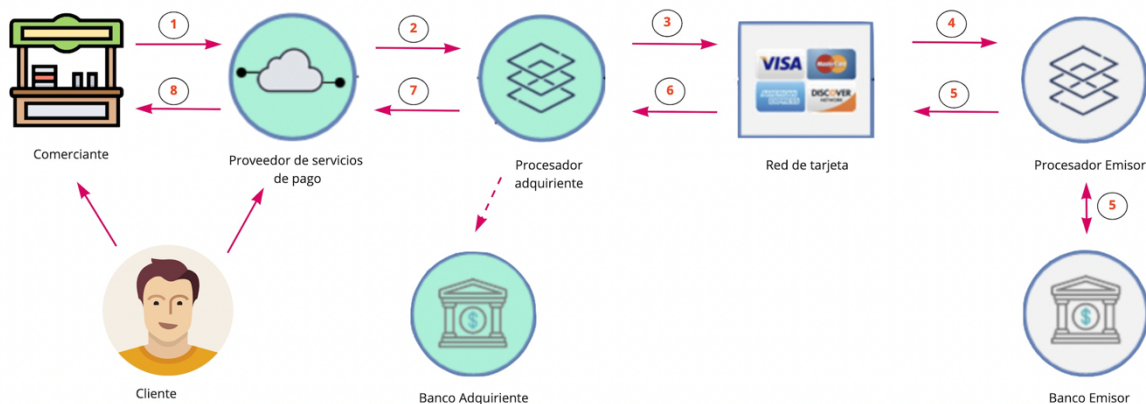 1
2
3
4
8
7
6
5
VISA
MasterCard
AMERICAN
EXPRESS
DISCOVER
NETWORK
Comerciante
Proveedor de servicios
de pago
Procesador
adquiriente
Red de tarjeta
Procesador Emisor
5
$
$
Cliente
Banco Adquiriente
Banco Emisor